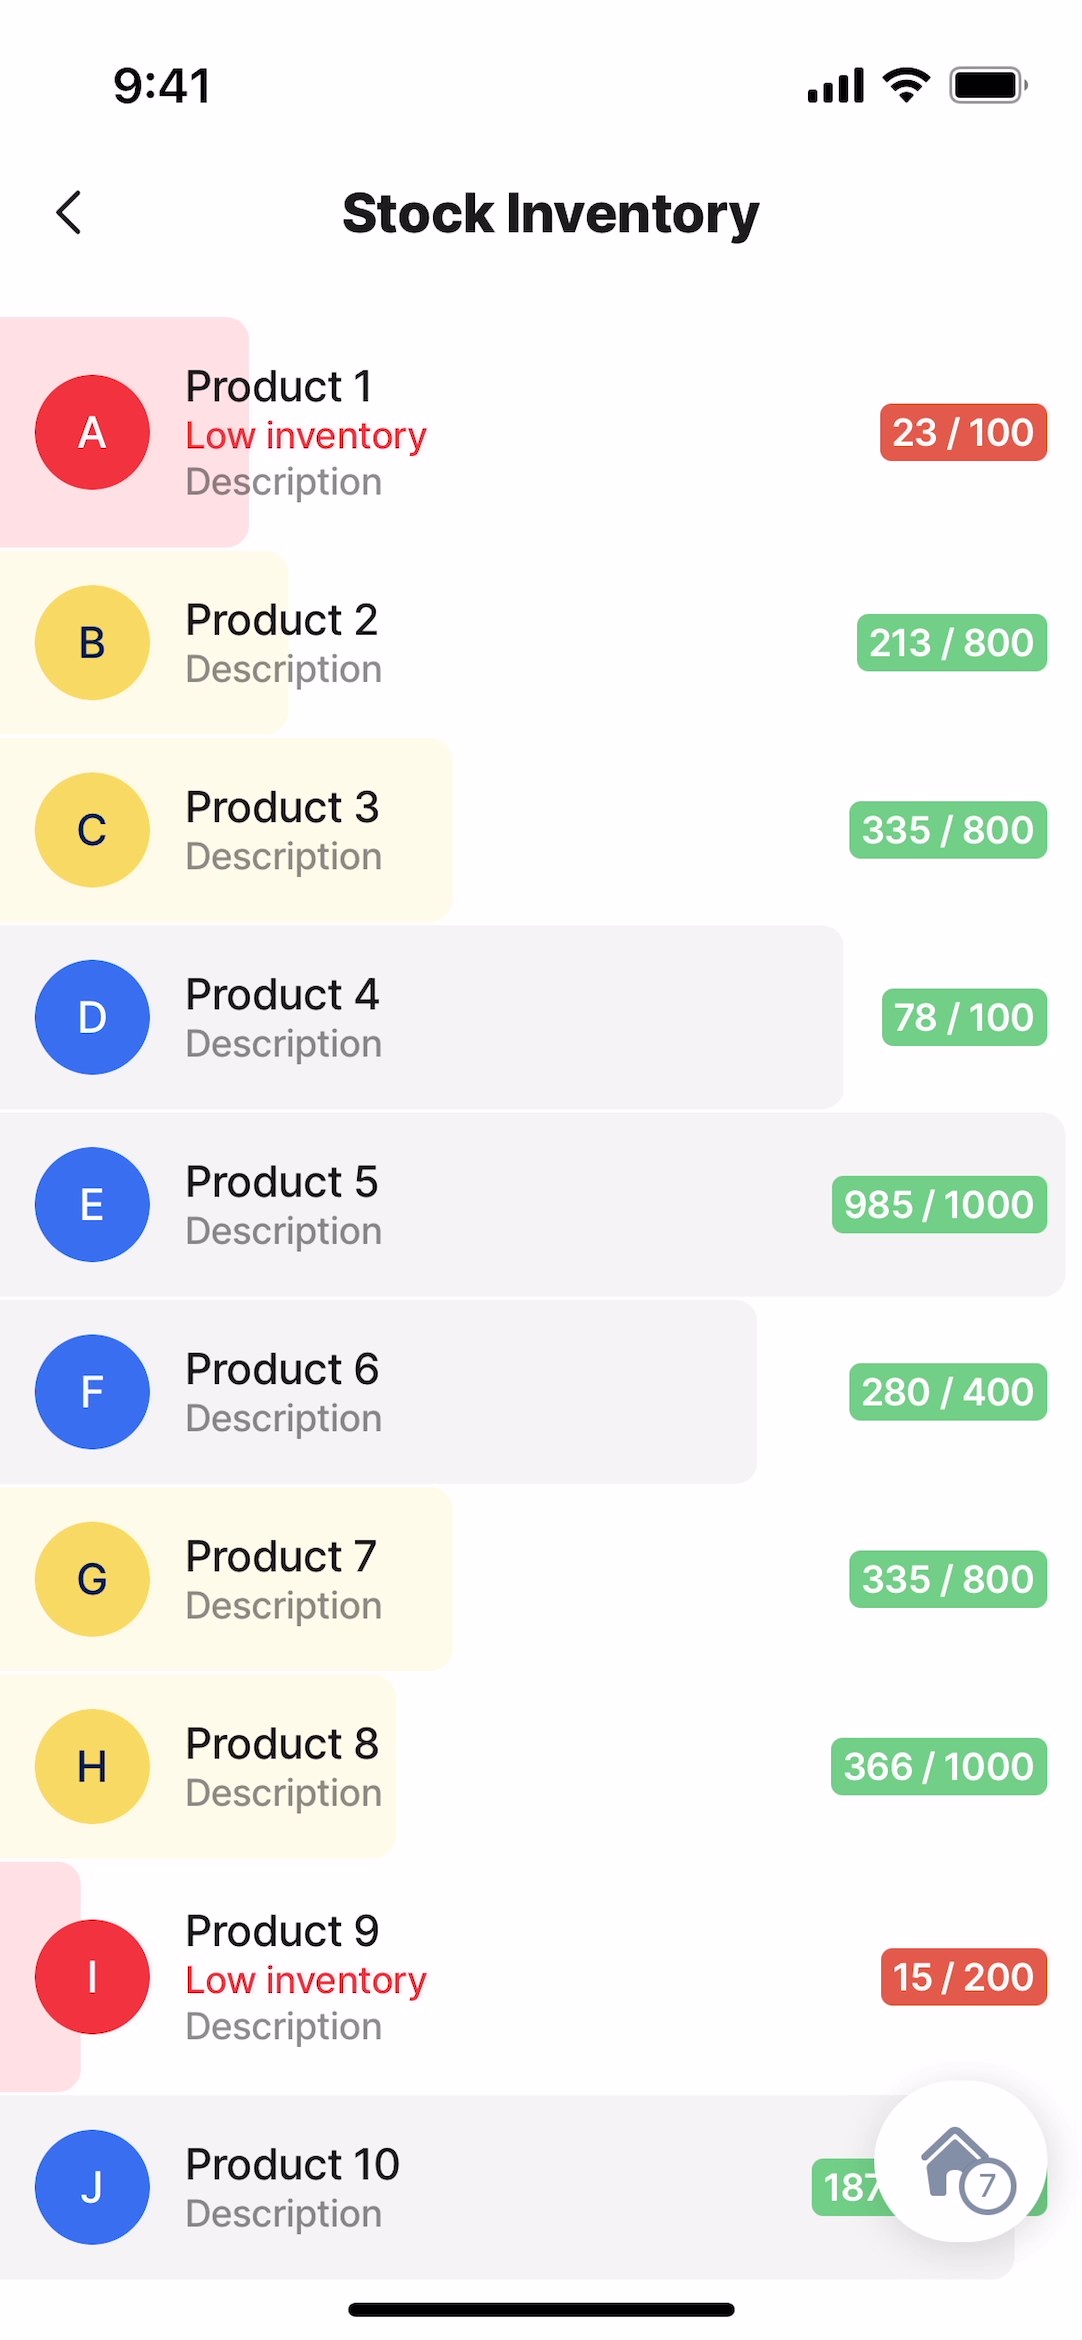 9:41
Stock Inventory
A
Product 1
Low inventory
Description
23 / 100
B
Product 2
Description
213 / 800
C
Product 3
Description
335 / 800
D
Product 4
Description
78 / 100
E
Product 5
Description
985 / 1000
F
Product 6
Description
280 / 400
G
Product 7
Description
335 / 800
H
Product 8
Description
366 / 1000
I
Product 9
Low inventory
Description
15 / 200
J
Product 10
Description
7